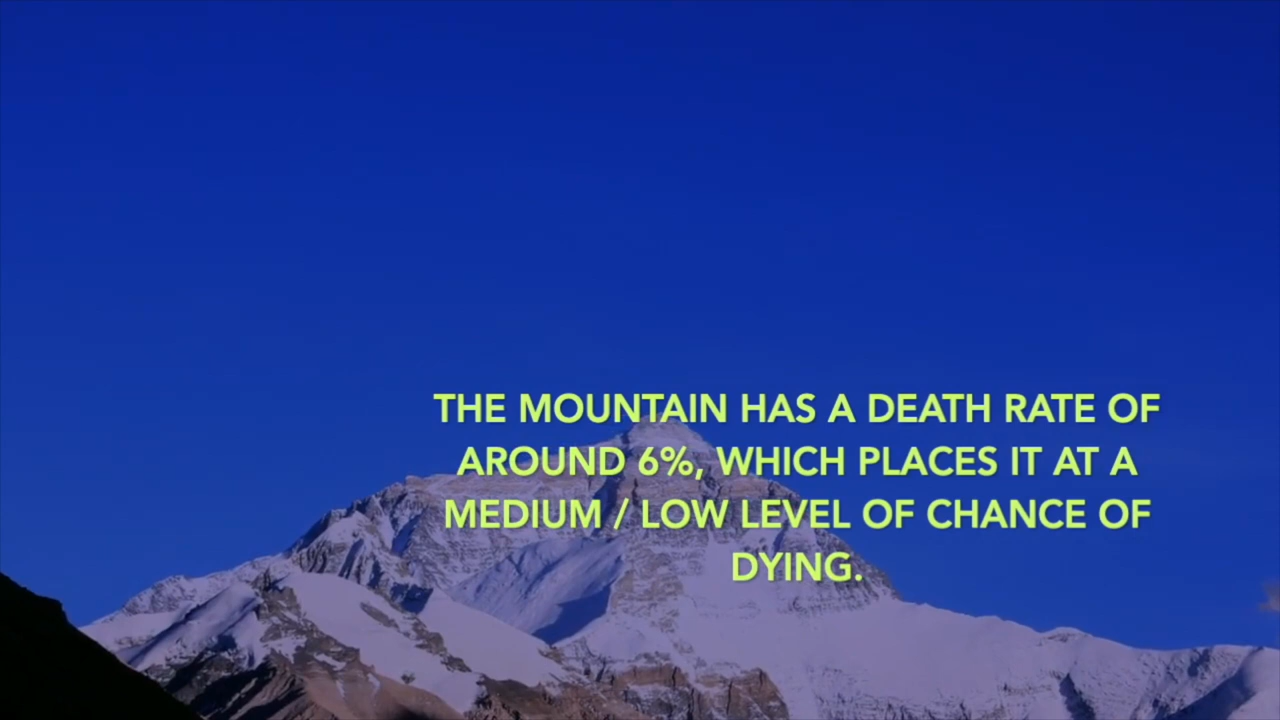 THE MOUNTAIN HAS A DEATH RATE OF
AROUND 6%, WHICH PLACES IT AT A
MEDIUM / LOW LEVEL OF CHANCE OF
DYING.